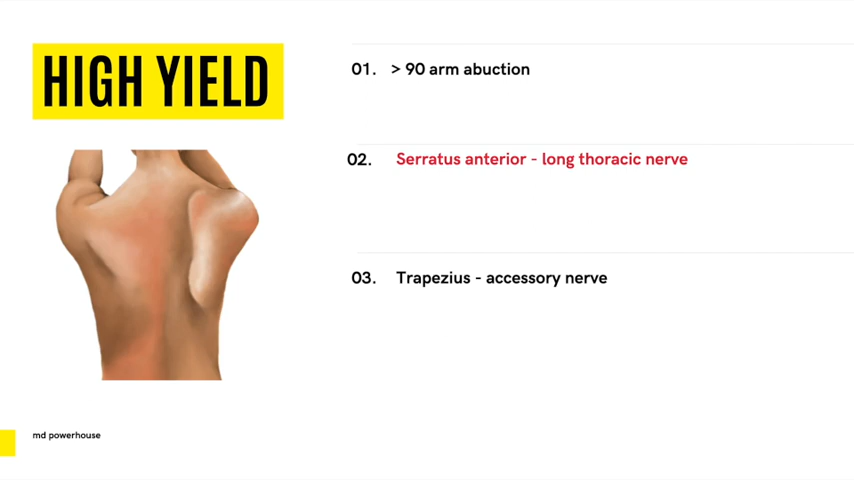 HIGH YIELD
01. > 90 arm abuction
02. Serratus anterior - long thoracic nerve
03. Trapezius - accessory nerve
md powerhouse